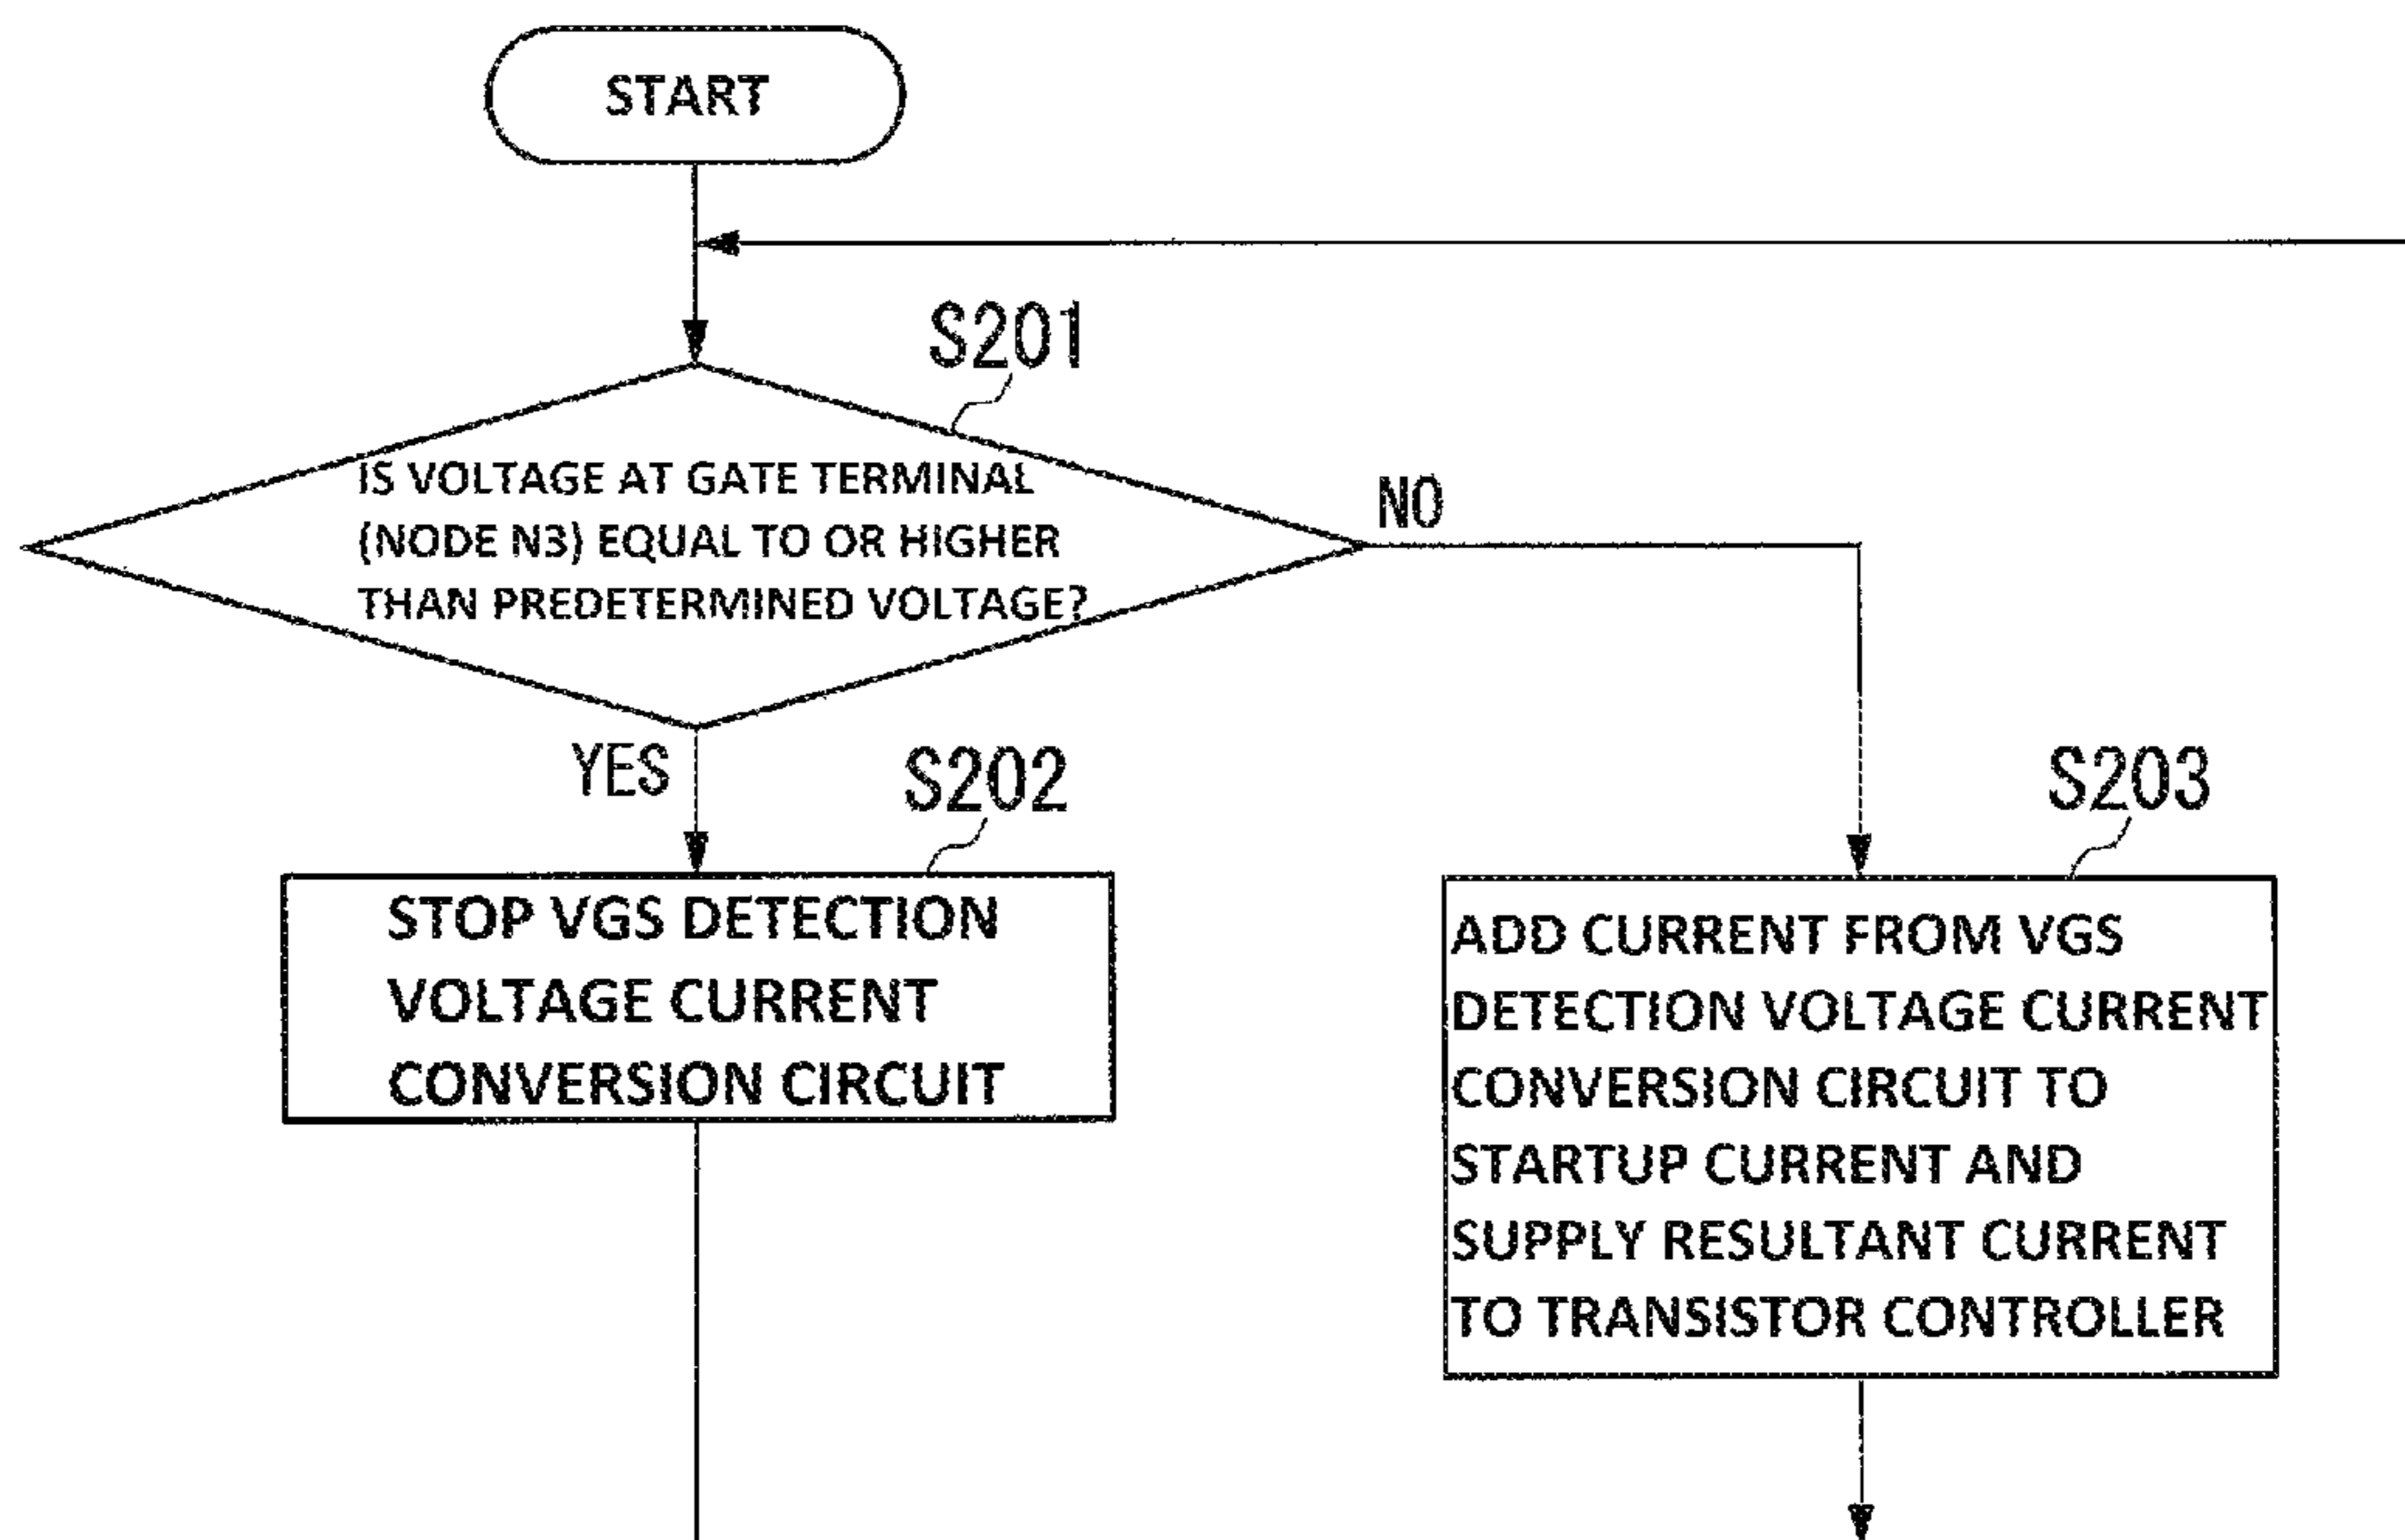 START
S201
IS VOLTAGE AT GATE TERMINAL
(NODE N3) EQUAL TO OR HIGHER
THAN PREDETERMINED VOLTAGE?
NO
YES
S202
S203
STOP VGS DETECTION
VOLTAGE CURRENT
CONVERSION CIRCUIT
ADD CURRENT FROM VGS
DETECTION VOLTAGE CURRENT
CONVERSION CIRCUIT TO
STARTUP CURRENT AND
SUPPLY RESULTANT CURRENT
TO TRANSISTOR CONTROLLER